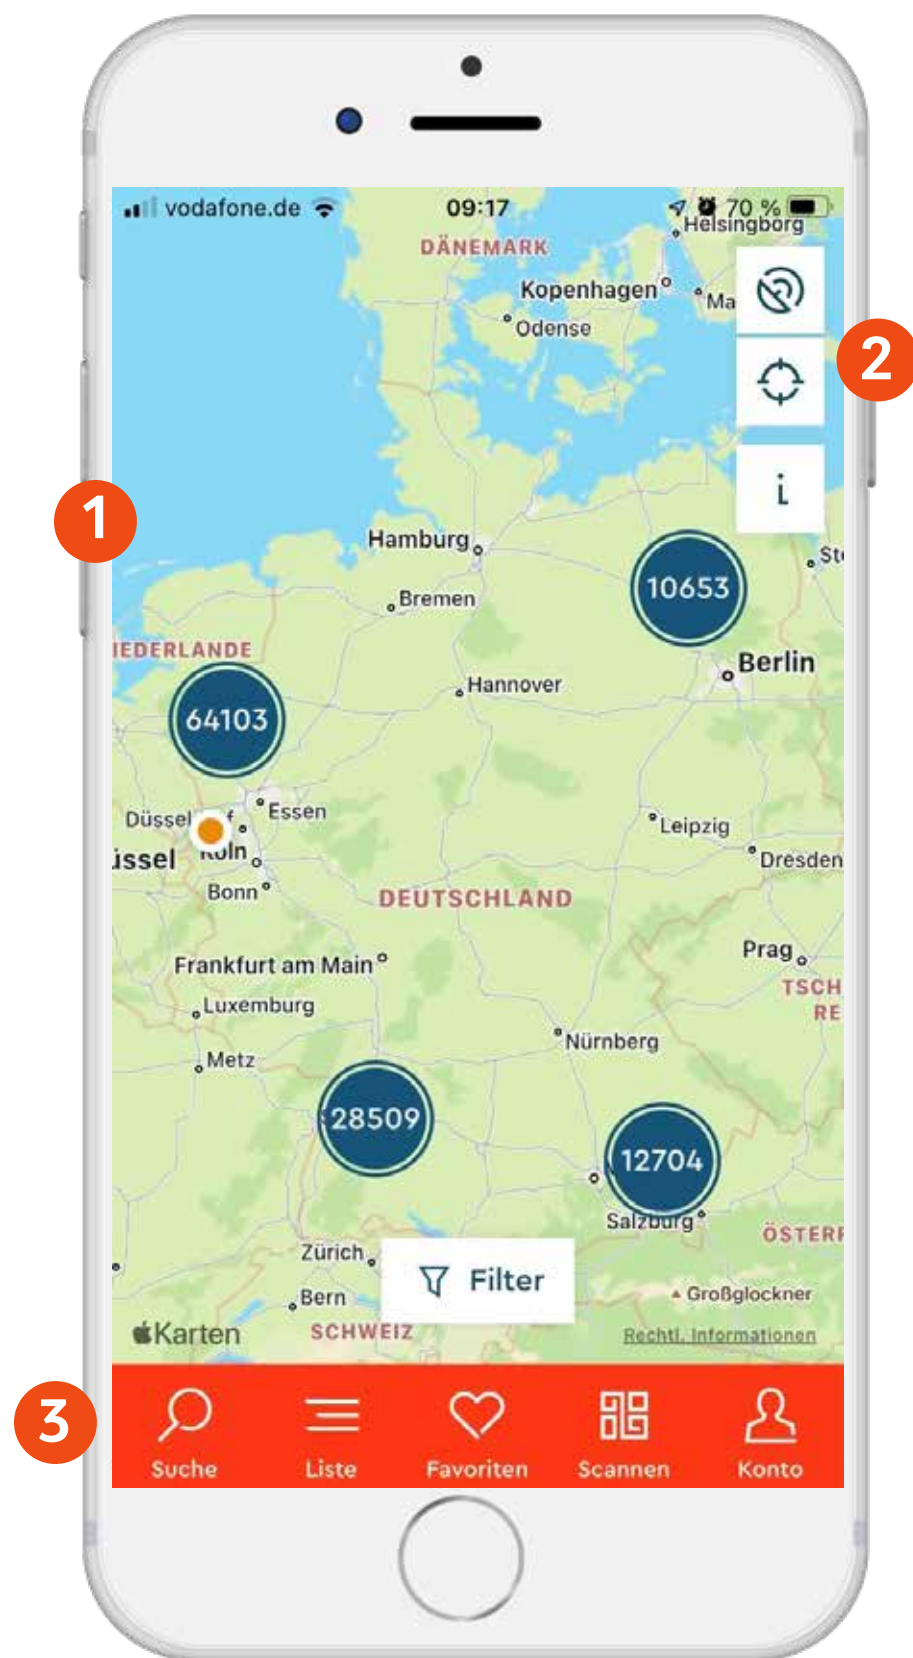 vodafone.de 09:17 70 %
Helsingborg
DÄNEMARK
Kopenhagen
Ma
Odense
2
i
1
Hamburg
10653
Ste
Bremen
IEDERLANDE
Berlin
64103
Hannover
Essen
Düssel f
Leipzig
Köln
üssel
Dresden
Bonn
DEUTSCHLAND
Prag
Frankfurt am Main
TSCH
RE
Luxemburg
Nürnberg
Metz
28509
12704
Salzburg
ÖSTERR
Zürich
Filter
Großglockner
Bern
Karten
SCHWEIZ
Rechtl. Informationen
3
Suche Liste Favoriten Scannen Konto